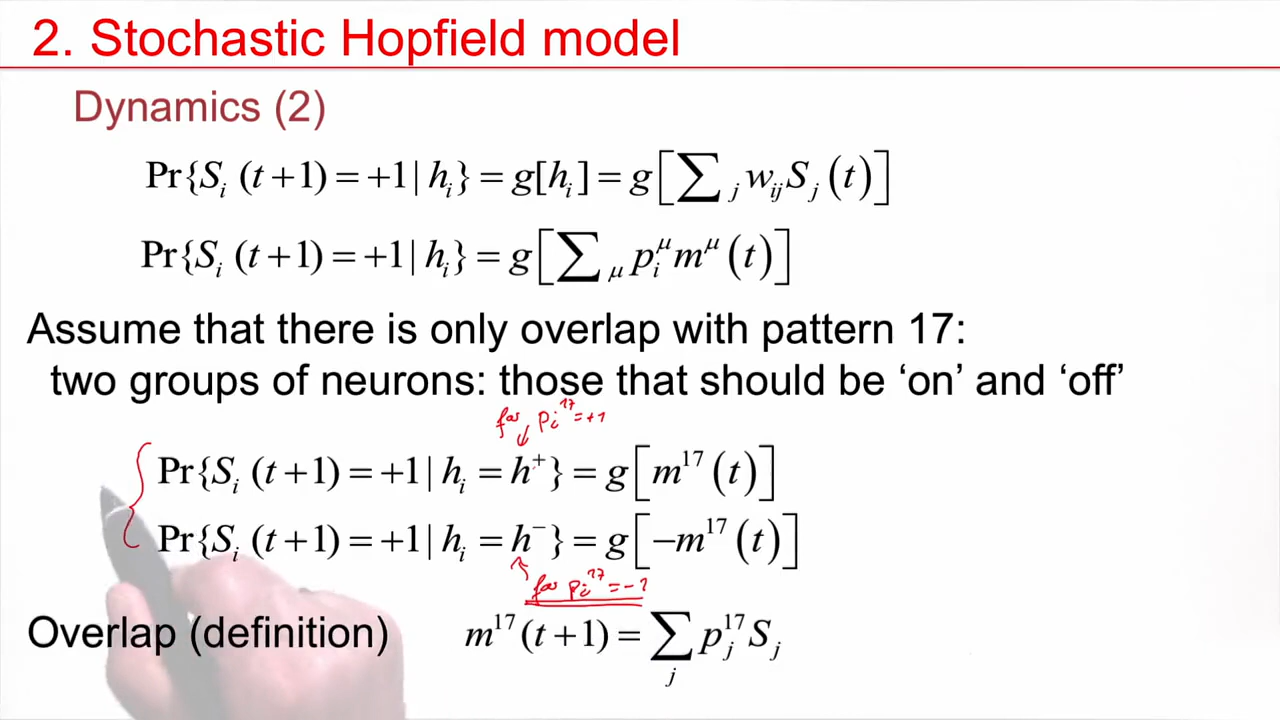 2. Stochastic Hopfield model
Dynamics (2)
Pr{S_i (t+1) = +1 | h_i} = g[h_i] = g[∑_j w_ij S_j (t)]
Pr{S_i (t+1) = +1 | h_i} = g[∑_μ p_i^μ m^μ (t)]
Assume that there is only overlap with pattern 17:
two groups of neurons: those that should be ‘on’ and ‘off’
for p_i^17 = +1
Pr{S_i (t+1) = +1 | h_i = h^+} = g[m^17 (t)]
Pr{S_i (t+1) = +1 | h_i = h^−} = g[−m^17 (t)]
for p_i^17 = −1
Overlap (definition) m^17 (t+1) = ∑_j p_j^17 S_j